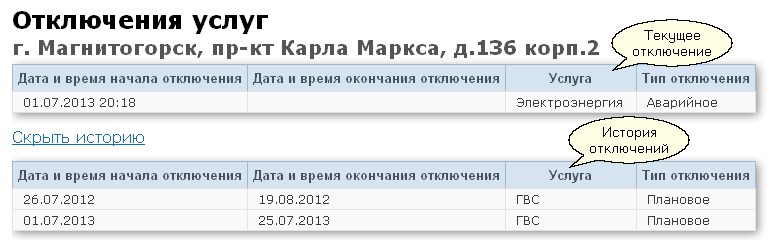 Отключения услуг
г. Магнитогорск, пр-кт Карла Маркса, д.136 корп.2
Текущее
отключение
Дата и время начала отключения Дата и время окончания отключения Услуга Тип отключения
01.07.2013 20:18 Электроэнергия Аварийное
Скрыть историю
История
отключений
Дата и время начала отключения Дата и время окончания отключения Услуга Тип отключения
26.07.2012 19.08.2012 ГВС Плановое
01.07.2013 25.07.2013 ГВС Плановое